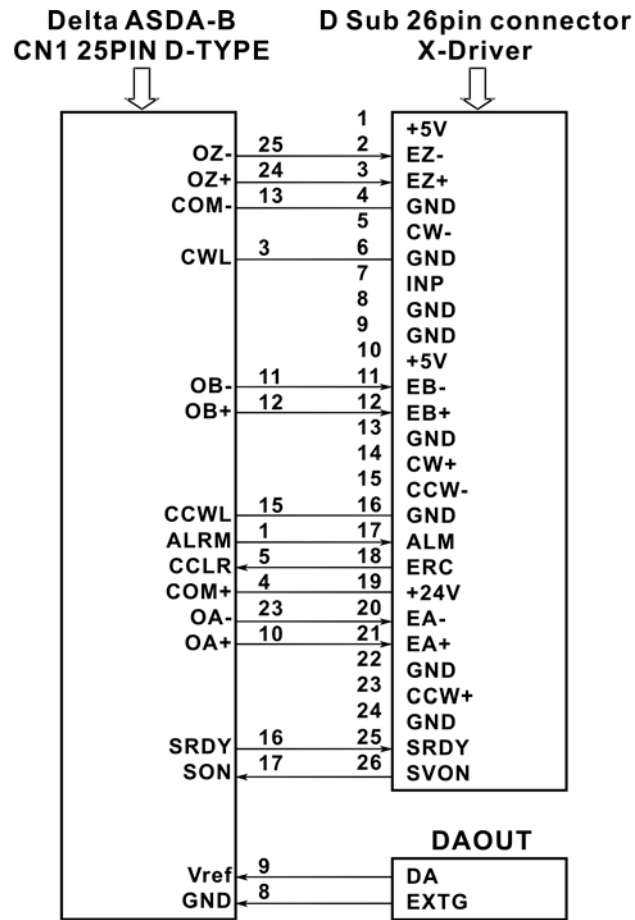 Delta ASDA-B
CN1 25PIN D-TYPE
D Sub 26pin connector
X-Driver
1 +5V
OZ- 25 2 EZ-
OZ+ 24 3 EZ+
COM- 13 4 GND
5 CW-
CWL 3 6 GND
7 INP
8 GND
9 GND
10 +5V
OB- 11 11 EB-
OB+ 12 12 EB+
13 GND
14 CW+
15 CCW-
CCWL 15 16 GND
ALRM 1 17 ALM
CCLR 5 18 ERC
COM+ 4 19 +24V
OA- 23 20 EA-
OA+ 10 21 EA+
22 GND
23 CCW+
24 GND
SRDY 16 25 SRDY
SON 17 26 SVON
DAOUT
Vref 9 DA
GND 8 EXTG